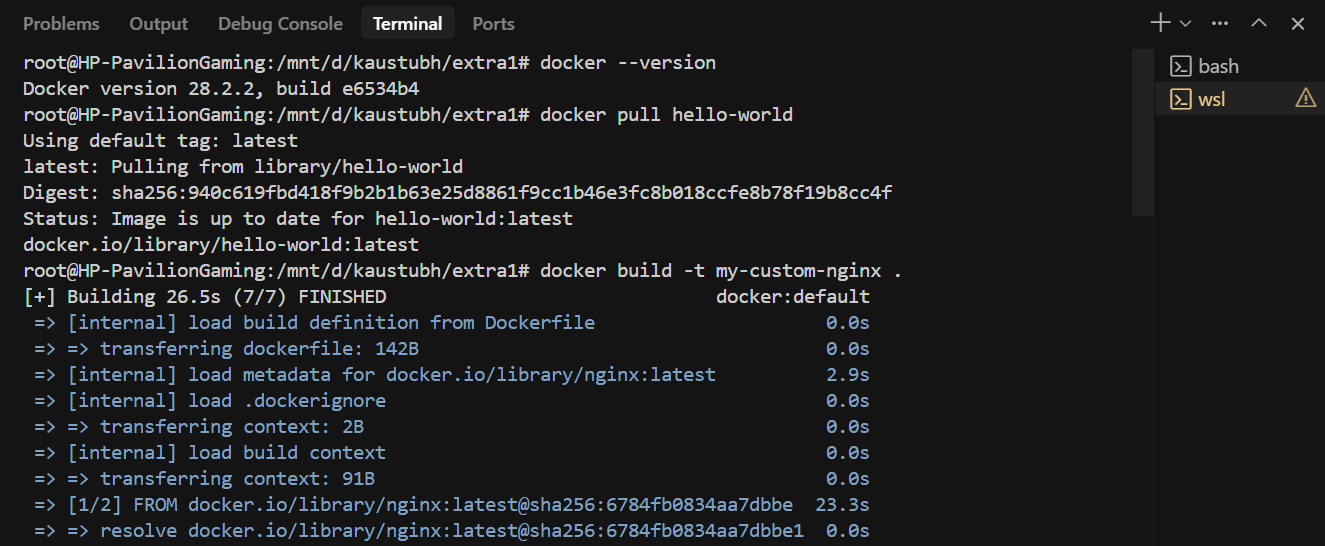 Problems Output Debug Console Terminal Ports
bash
wsl
root@HP-PavilionGaming:/mnt/d/kaustubh/extra1# docker --version
Docker version 28.2.2, build e6534b4
root@HP-PavilionGaming:/mnt/d/kaustubh/extra1# docker pull hello-world
Using default tag: latest
latest: Pulling from library/hello-world
Digest: sha256:940c619fbd418f9b2b1b63e25d8861f9cc1b46e3fc8b018ccfe8b78f19b8cc4f
Status: Image is up to date for hello-world:latest
docker.io/library/hello-world:latest
root@HP-PavilionGaming:/mnt/d/kaustubh/extra1# docker build -t my-custom-nginx .
[+] Building 26.5s (7/7) FINISHED docker:default
=> [internal] load build definition from Dockerfile 0.0s
=> => transferring dockerfile: 142B 0.0s
=> [internal] load metadata for docker.io/library/nginx:latest 2.9s
=> [internal] load .dockerignore 0.0s
=> => transferring context: 2B 0.0s
=> [internal] load build context 0.0s
=> => transferring context: 91B 0.0s
=> [1/2] FROM docker.io/library/nginx:latest@sha256:6784fb0834aa7dbbe 23.3s
=> => resolve docker.io/library/nginx:latest@sha256:6784fb0834aa7dbbe1 0.0s